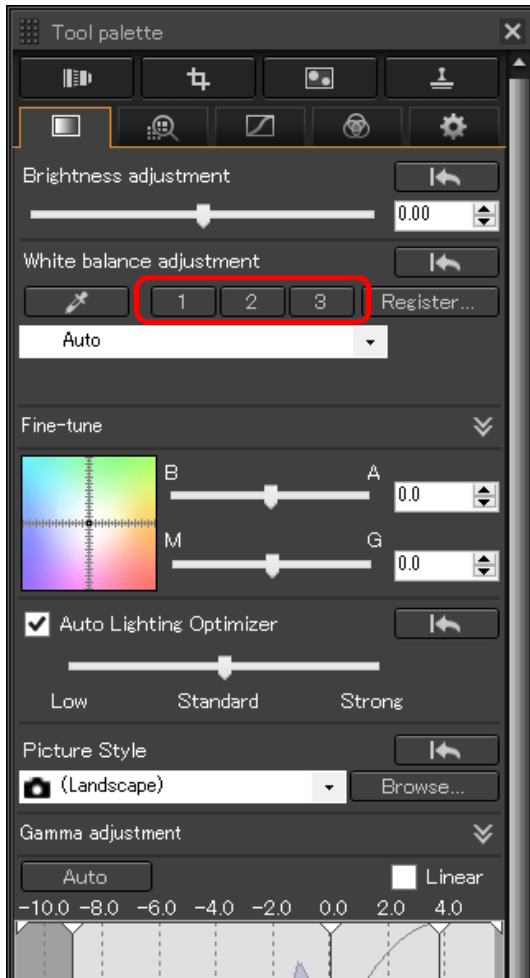 Tool palette
Brightness adjustment
0.00
White balance adjustment
1 2 3 Register...
Auto
Fine-tune
B A
0.0
M G
0.0
Auto Lighting Optimizer
Low Standard Strong
Picture Style
(Landscape) Browse...
Gamma adjustment
Auto Linear
-10.0 -8.0 -6.0 -4.0 -2.0 0.0 2.0 4.0